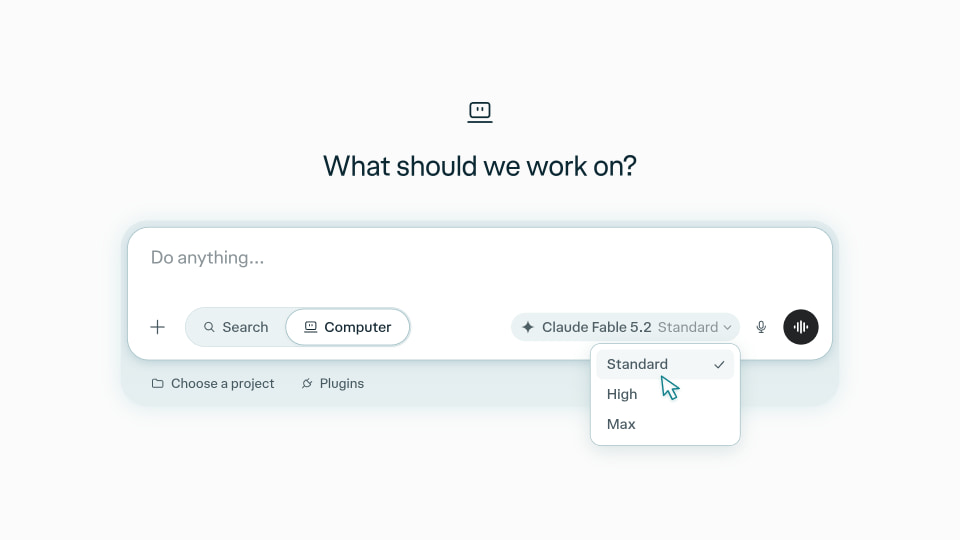 What should we work on?
Do anything...
Search
Computer
Claude Fable 5.2 Standard
Standard
High
Max
Choose a project
Plugins